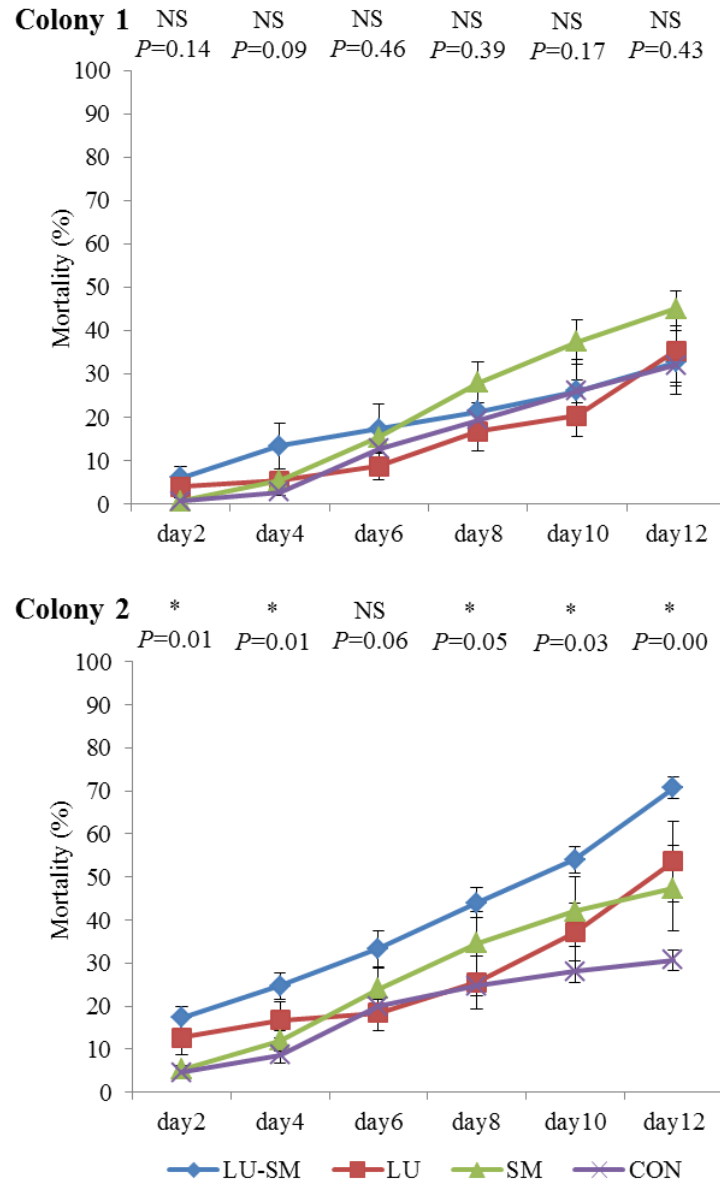 Colony 1 NS NS NS NS NS NS
P=0.14 P=0.09 P=0.46 P=0.39 P=0.17 P=0.43
100
90
80
70
60
50
40
30
20
10
0
Mortality (%)
day2 day4 day6 day8 day10 day12
Colony 2 * * NS * * *
P=0.01 P=0.01 P=0.06 P=0.05 P=0.03 P=0.00
100
90
80
70
60
50
40
30
20
10
0
Mortality (%)
day2 day4 day6 day8 day10 day12
LU-SM LU SM CON